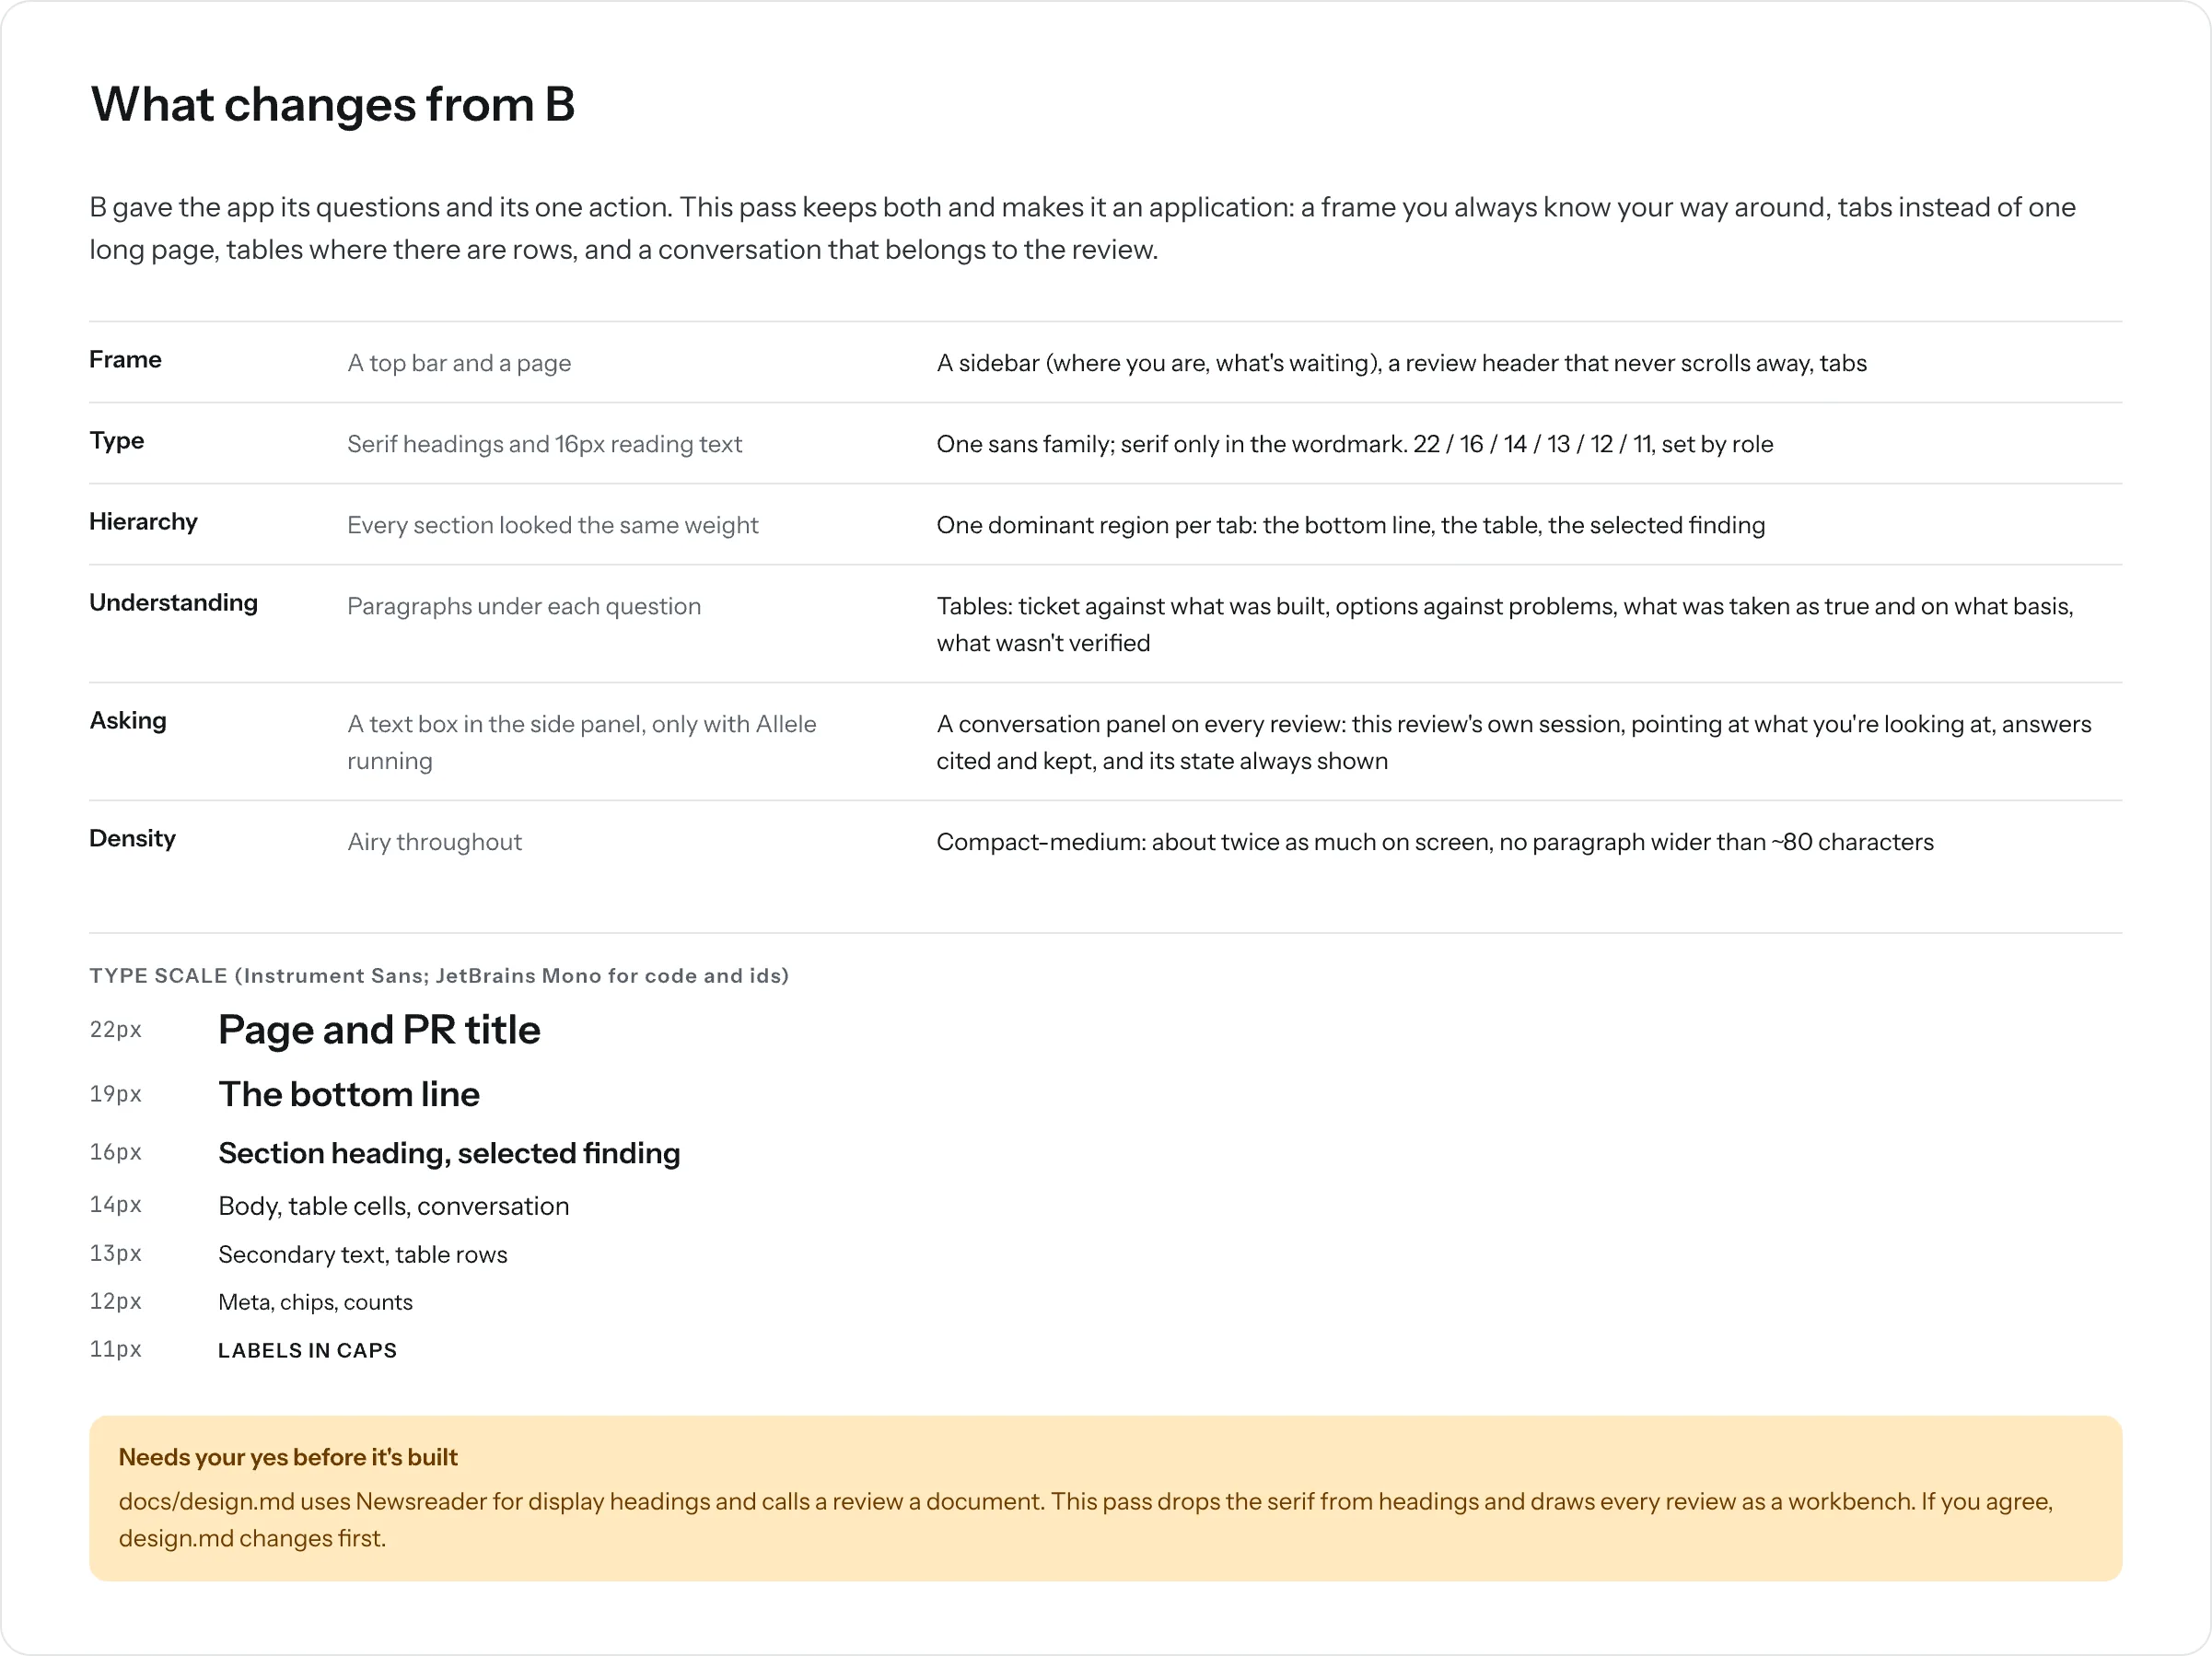 What changes from B
B gave the app its questions and its one action. This pass keeps both and makes it an application: a frame you always know your way around, tabs instead of one
long page, tables where there are rows, and a conversation that belongs to the review.
Frame
A top bar and a page
A sidebar (where you are, what's waiting), a review header that never scrolls away, tabs
Type
Serif headings and 16px reading text
One sans family; serif only in the wordmark. 22 / 16 / 14 / 13 / 12 / 11, set by role
Hierarchy
Every section looked the same weight
One dominant region per tab: the bottom line, the table, the selected finding
Understanding
Paragraphs under each question
Tables: ticket against what was built, options against problems, what was taken as true and on what basis,
what wasn't verified
Asking
A text box in the side panel, only with Allele
running
A conversation panel on every review: this review's own session, pointing at what you're looking at, answers
cited and kept, and its state always shown
Density
Airy throughout
Compact-medium: about twice as much on screen, no paragraph wider than ~80 characters
TYPE SCALE (Instrument Sans; JetBrains Mono for code and ids)
22px Page and PR title
19px The bottom line
16px Section heading, selected finding
14px Body, table cells, conversation
13px Secondary text, table rows
12px Meta, chips, counts
11px LABELS IN CAPS
Needs your yes before it's built
docs/design.md uses Newsreader for display headings and calls a review a document. This pass drops the serif from headings and draws every review as a workbench. If you agree,
design.md changes first.